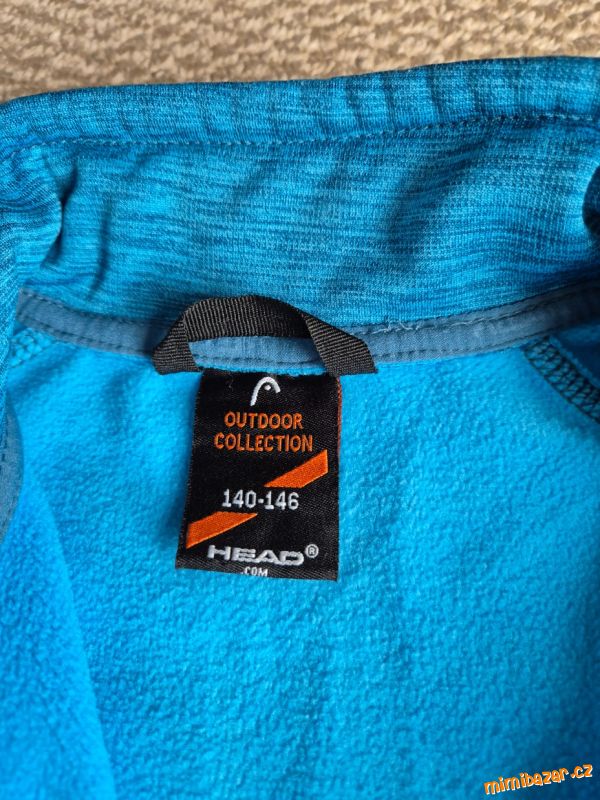 OUTDOOR
COLLECTION
140-146
HEAD®
.COM
mimibazar.cz